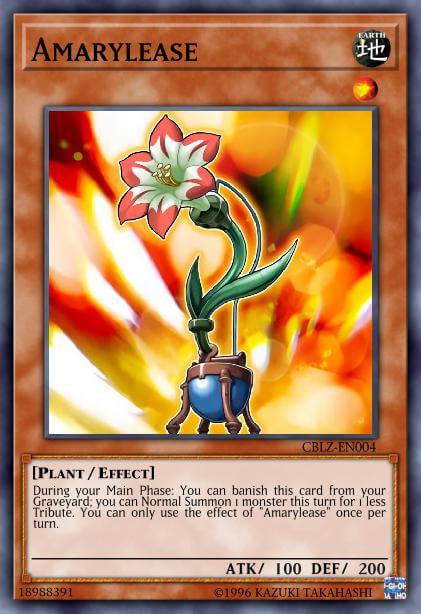 AMARYLEASE
EARTH
地
CBLZ-EN004
[PLANT / EFFECT]
During your Main Phase: You can banish this card from your
Graveyard; you can Normal Summon 1 monster this turn for 1 less
Tribute. You can only use the effect of "Amarylease" once per
turn.
ATK/ 100 DEF/ 200
18988391
©1996 KAZUKI TAKAHASHI